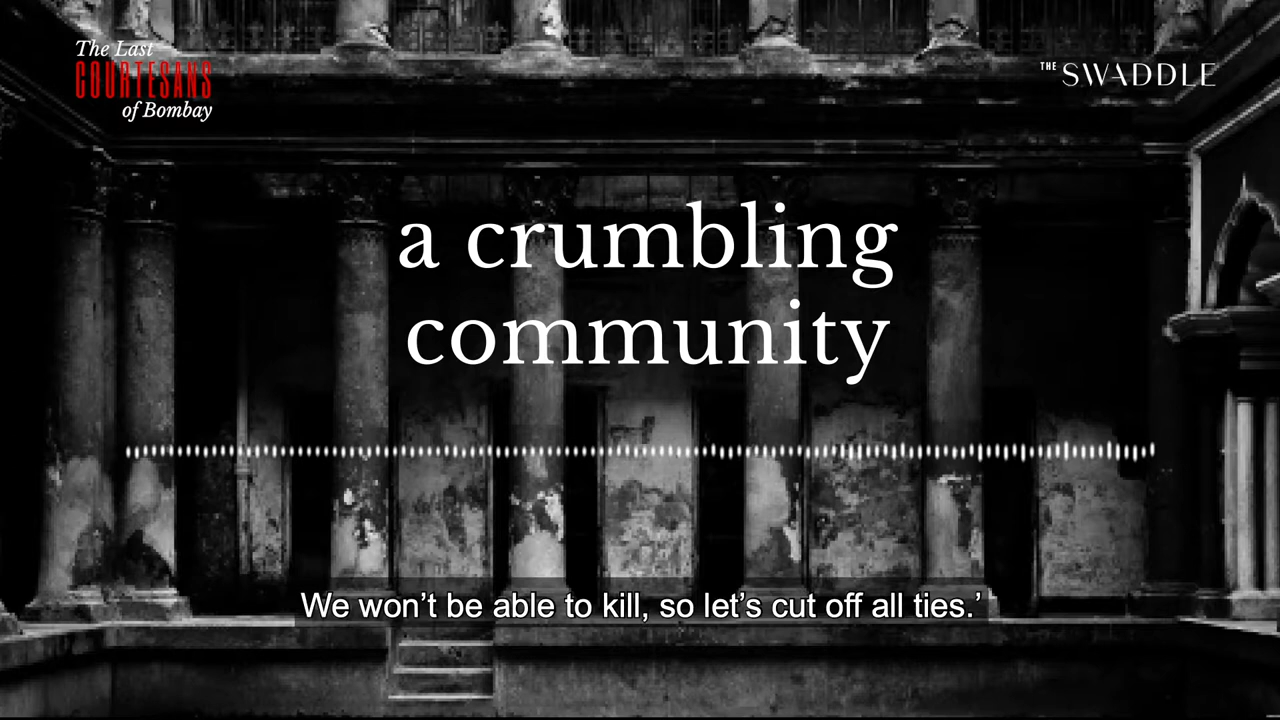 The Last
COURTESANS
of Bombay
THE SWADDLE
a crumbling
community
We won’t be able to kill, so let’s cut off all ties.’